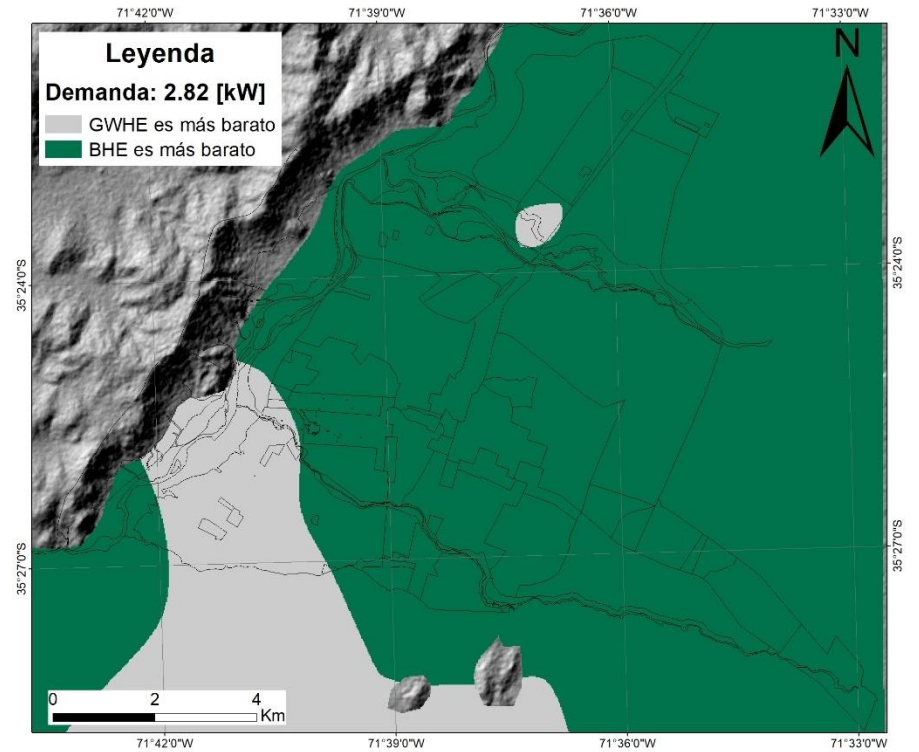 71°42'0"W 71°39'0"W 71°36'0"W 71°33'0"W
Leyenda
Demanda: 2.82 [kW]
GWHE es más barato
BHE es más barato
N
35°24'0"S 35°24'0"S
35°27'0"S 35°27'0"S
0 2 4
Km
71°42'0"W 71°39'0"W 71°36'0"W 71°33'0"W